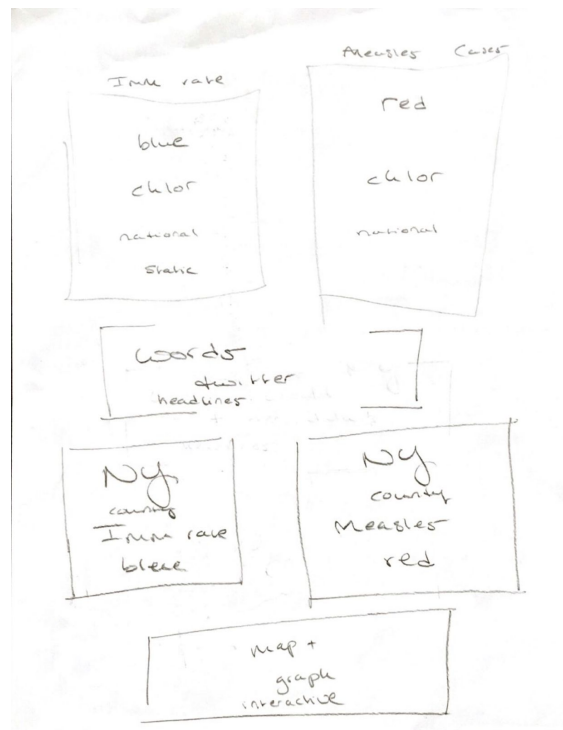 Imm rate
blue
chlor
national
static
Measles Cases
red
chlor
national
words
twitter
headlines
NY
county
Imm rate
blue
NY
county
Measles
red
map +
graph
interactive